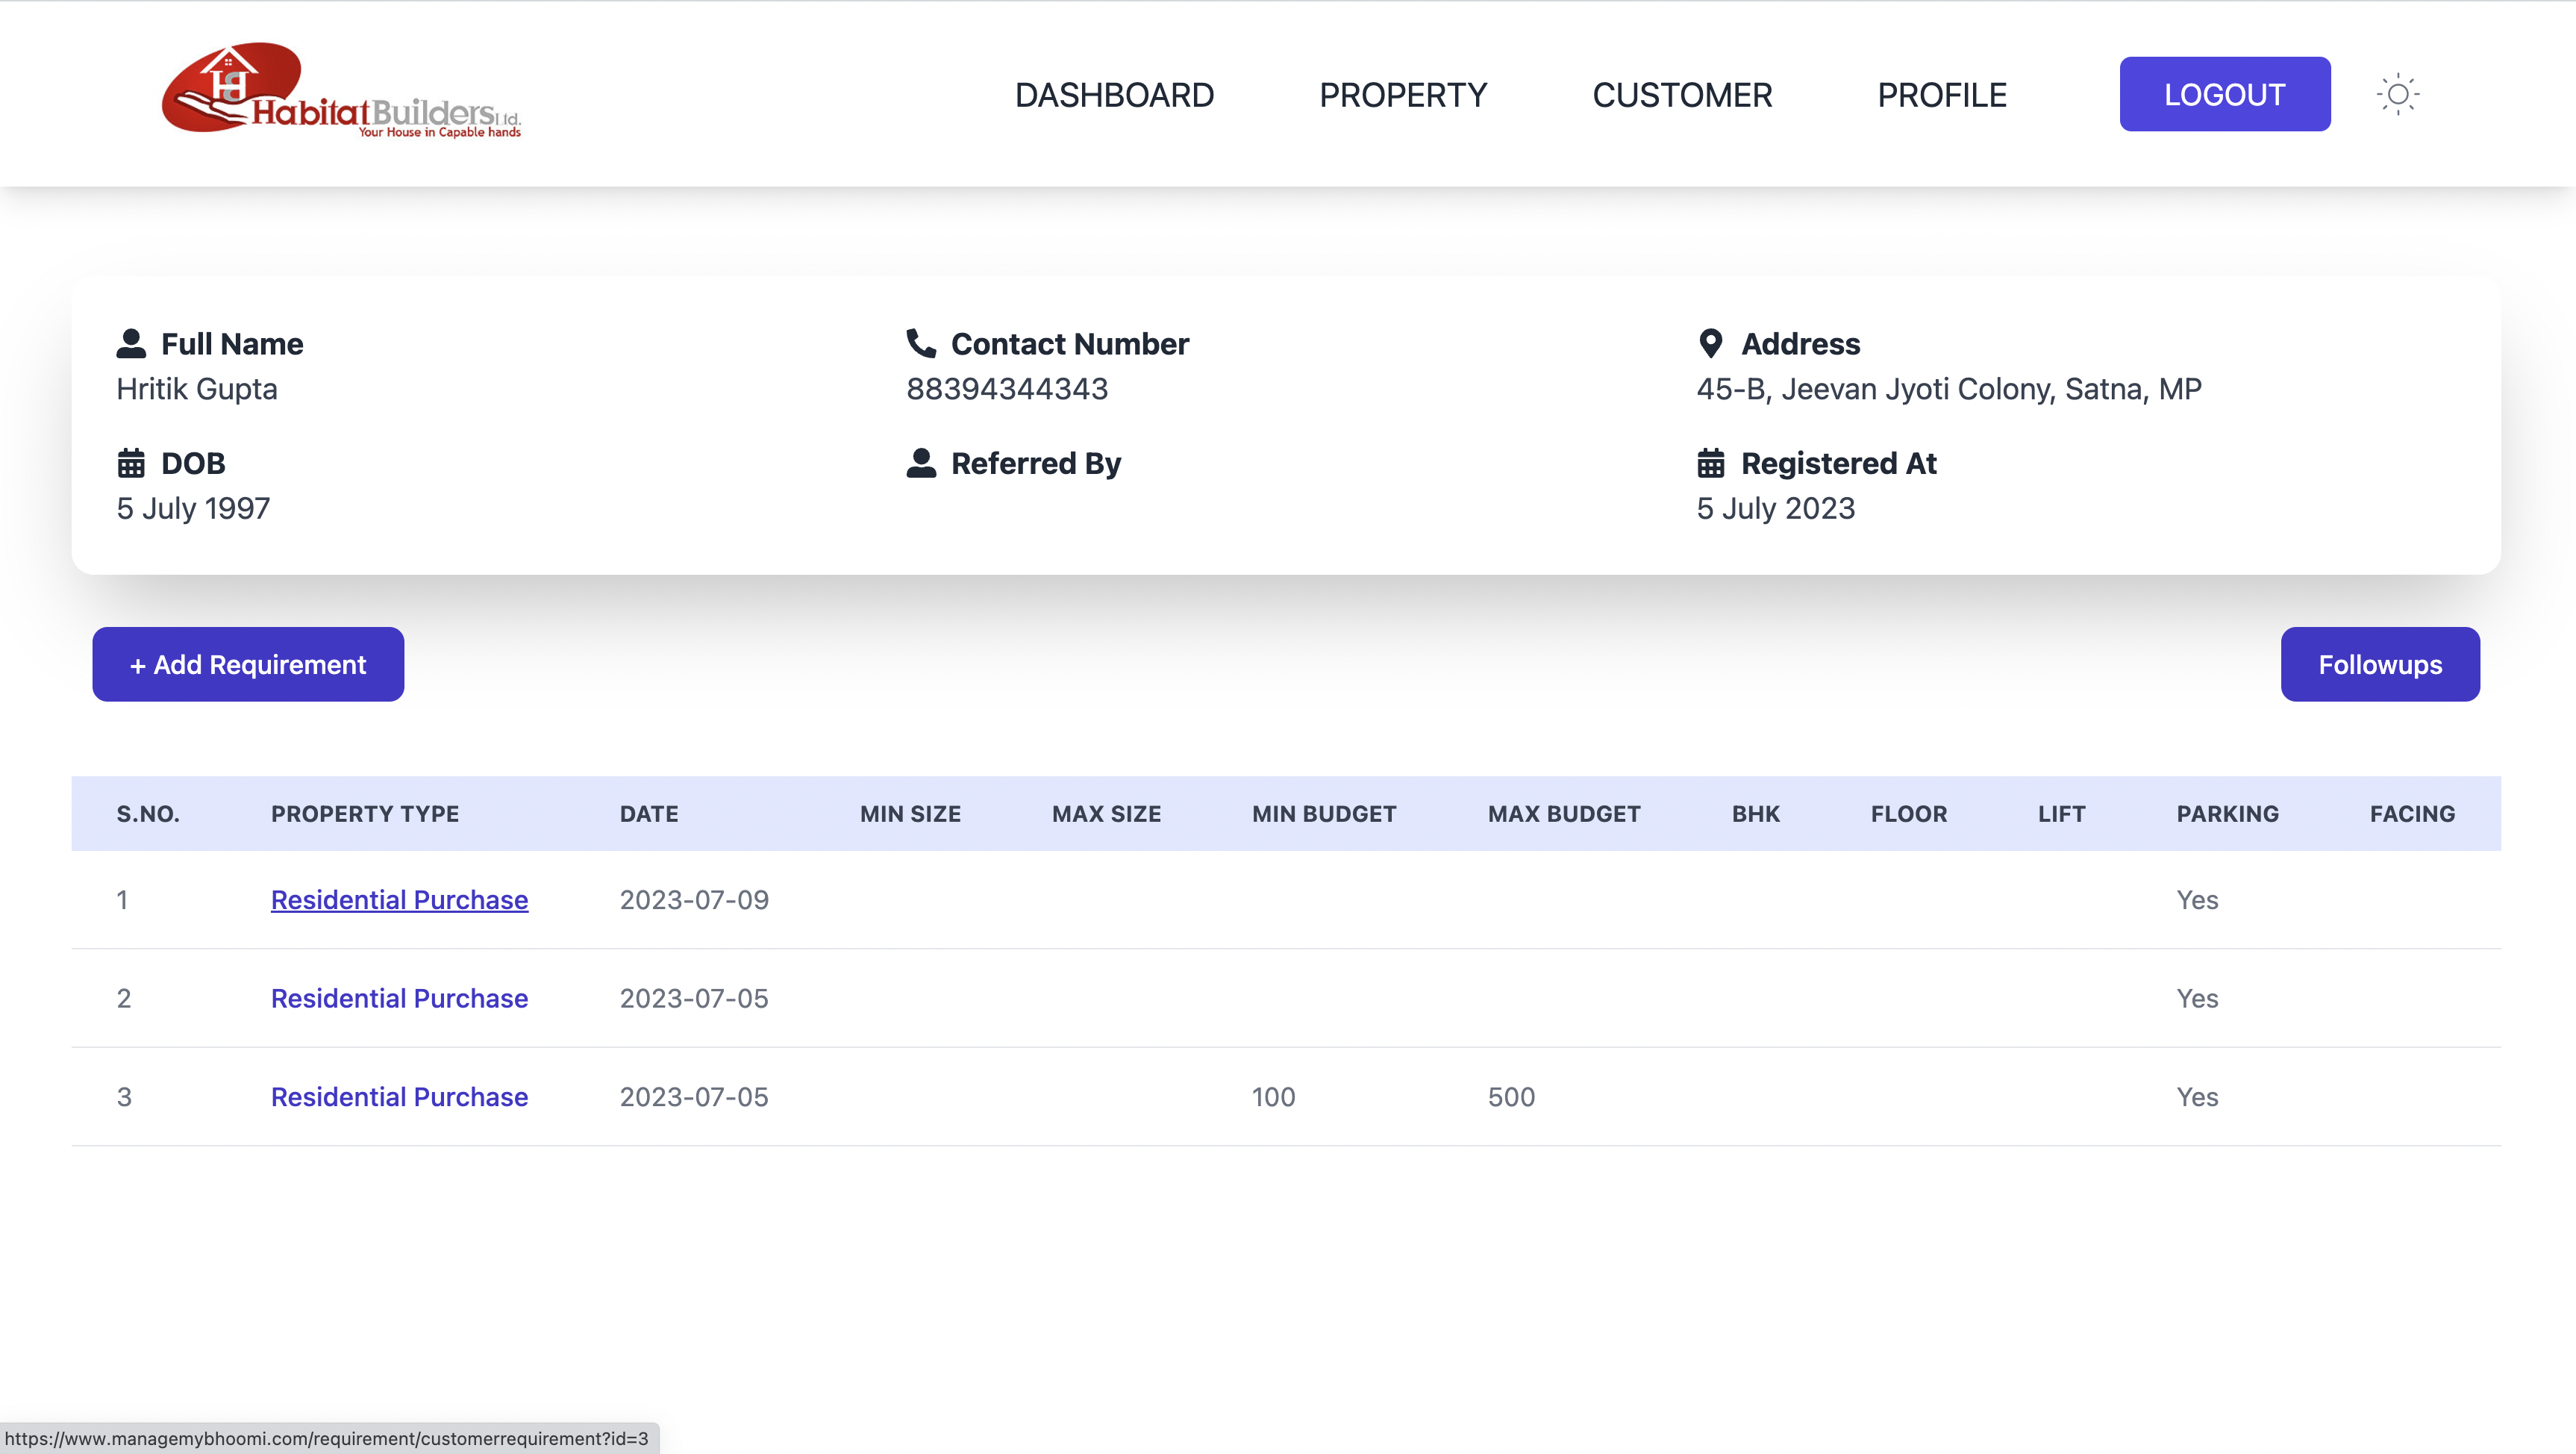 HabitatBuilders Ltd.
Your House in Capable hands
DASHBOARD PROPERTY CUSTOMER PROFILE LOGOUT
Full Name Contact Number Address
Hritik Gupta 88394344343 45-B, Jeevan Jyoti Colony, Satna, MP
DOB Referred By Registered At
5 July 1997 5 July 2023
+ Add Requirement Followups
S.NO. PROPERTY TYPE DATE MIN SIZE MAX SIZE MIN BUDGET MAX BUDGET BHK FLOOR LIFT PARKING FACING
1 Residential Purchase 2023-07-09 Yes
2 Residential Purchase 2023-07-05 Yes
3 Residential Purchase 2023-07-05 100 500 Yes
https://www.managemybhoomi.com/requirement/customerrequirement?id=3